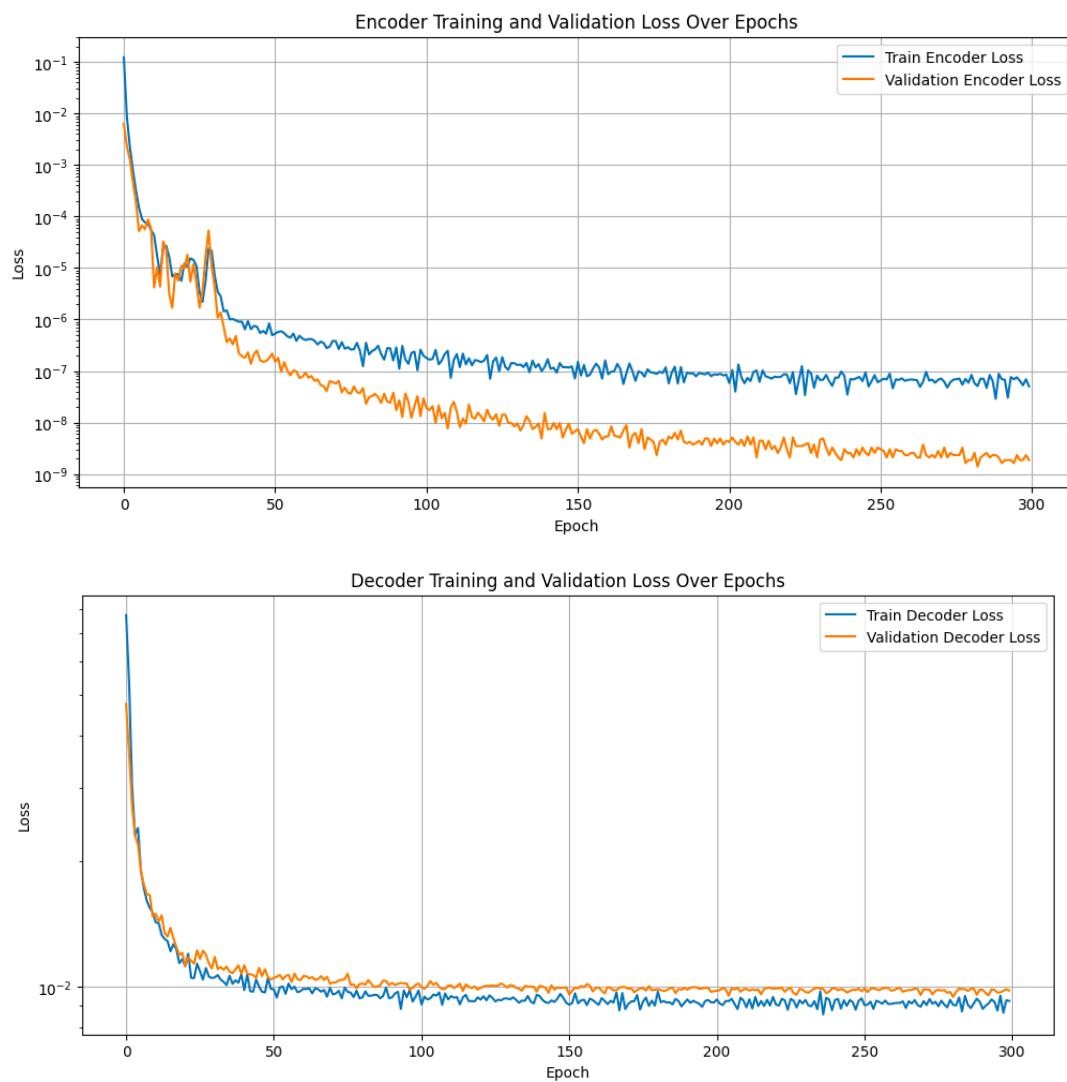 Encoder Training and Validation Loss Over Epochs
Train Encoder Loss
Validation Encoder Loss
10⁻¹
10⁻²
10⁻³
10⁻⁴
10⁻⁵
10⁻⁶
10⁻⁷
10⁻⁸
10⁻⁹
Loss
0 50 100 150 200 250 300
Epoch
Decoder Training and Validation Loss Over Epochs
Train Decoder Loss
Validation Decoder Loss
10⁻²
Loss
0 50 100 150 200 250 300
Epoch